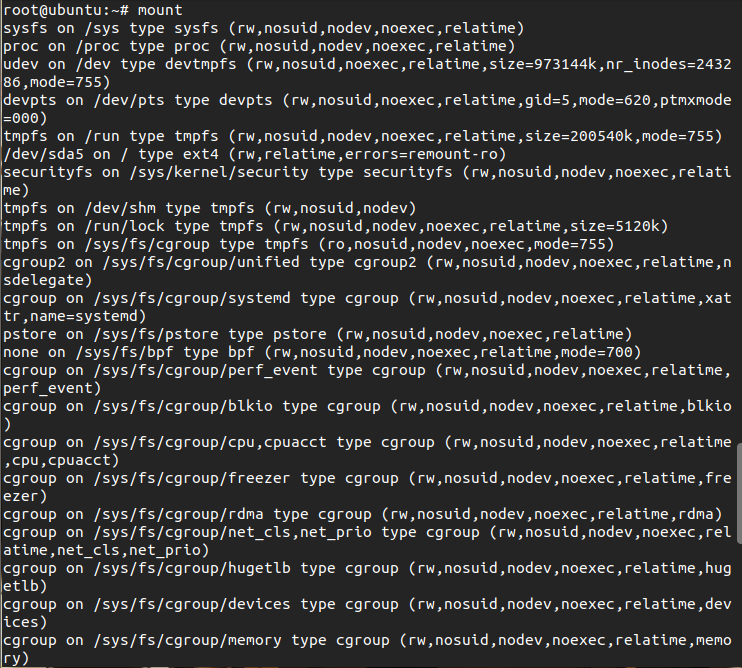 root@ubuntu:~# mount
sysfs on /sys type sysfs (rw,nosuid,nodev,noexec,relatime)
proc on /proc type proc (rw,nosuid,nodev,noexec,relatime)
udev on /dev type devtmpfs (rw,nosuid,noexec,relatime,size=973144k,nr_inodes=2432
86,mode=755)
devpts on /dev/pts type devpts (rw,nosuid,noexec,relatime,gid=5,mode=620,ptmxmode
=000)
tmpfs on /run type tmpfs (rw,nosuid,nodev,noexec,relatime,size=200540k,mode=755)
/dev/sda5 on / type ext4 (rw,relatime,errors=remount-ro)
securityfs on /sys/kernel/security type securityfs (rw,nosuid,nodev,noexec,relati
me)
tmpfs on /dev/shm type tmpfs (rw,nosuid,nodev)
tmpfs on /run/lock type tmpfs (rw,nosuid,nodev,noexec,relatime,size=5120k)
tmpfs on /sys/fs/cgroup type tmpfs (ro,nosuid,nodev,noexec,mode=755)
cgroup2 on /sys/fs/cgroup/unified type cgroup2 (rw,nosuid,nodev,noexec,relatime,n
sdelegate)
cgroup on /sys/fs/cgroup/systemd type cgroup (rw,nosuid,nodev,noexec,relatime,xat
tr,name=systemd)
pstore on /sys/fs/pstore type pstore (rw,nosuid,nodev,noexec,relatime)
none on /sys/fs/bpf type bpf (rw,nosuid,nodev,noexec,relatime,mode=700)
cgroup on /sys/fs/cgroup/perf_event type cgroup (rw,nosuid,nodev,noexec,relatime,
perf_event)
cgroup on /sys/fs/cgroup/blkio type cgroup (rw,nosuid,nodev,noexec,relatime,blkio
)
cgroup on /sys/fs/cgroup/cpu,cpuacct type cgroup (rw,nosuid,nodev,noexec,relatime
,cpu,cpuacct)
cgroup on /sys/fs/cgroup/freezer type cgroup (rw,nosuid,nodev,noexec,relatime,fre
ezer)
cgroup on /sys/fs/cgroup/rdma type cgroup (rw,nosuid,nodev,noexec,relatime,rdma)
cgroup on /sys/fs/cgroup/net_cls,net_prio type cgroup (rw,nosuid,nodev,noexec,rel
atime,net_cls,net_prio)
cgroup on /sys/fs/cgroup/hugetlb type cgroup (rw,nosuid,nodev,noexec,relatime,hug
etlb)
cgroup on /sys/fs/cgroup/devices type cgroup (rw,nosuid,nodev,noexec,relatime,dev
ices)
cgroup on /sys/fs/cgroup/memory type cgroup (rw,nosuid,nodev,noexec,relatime,memo
ry)